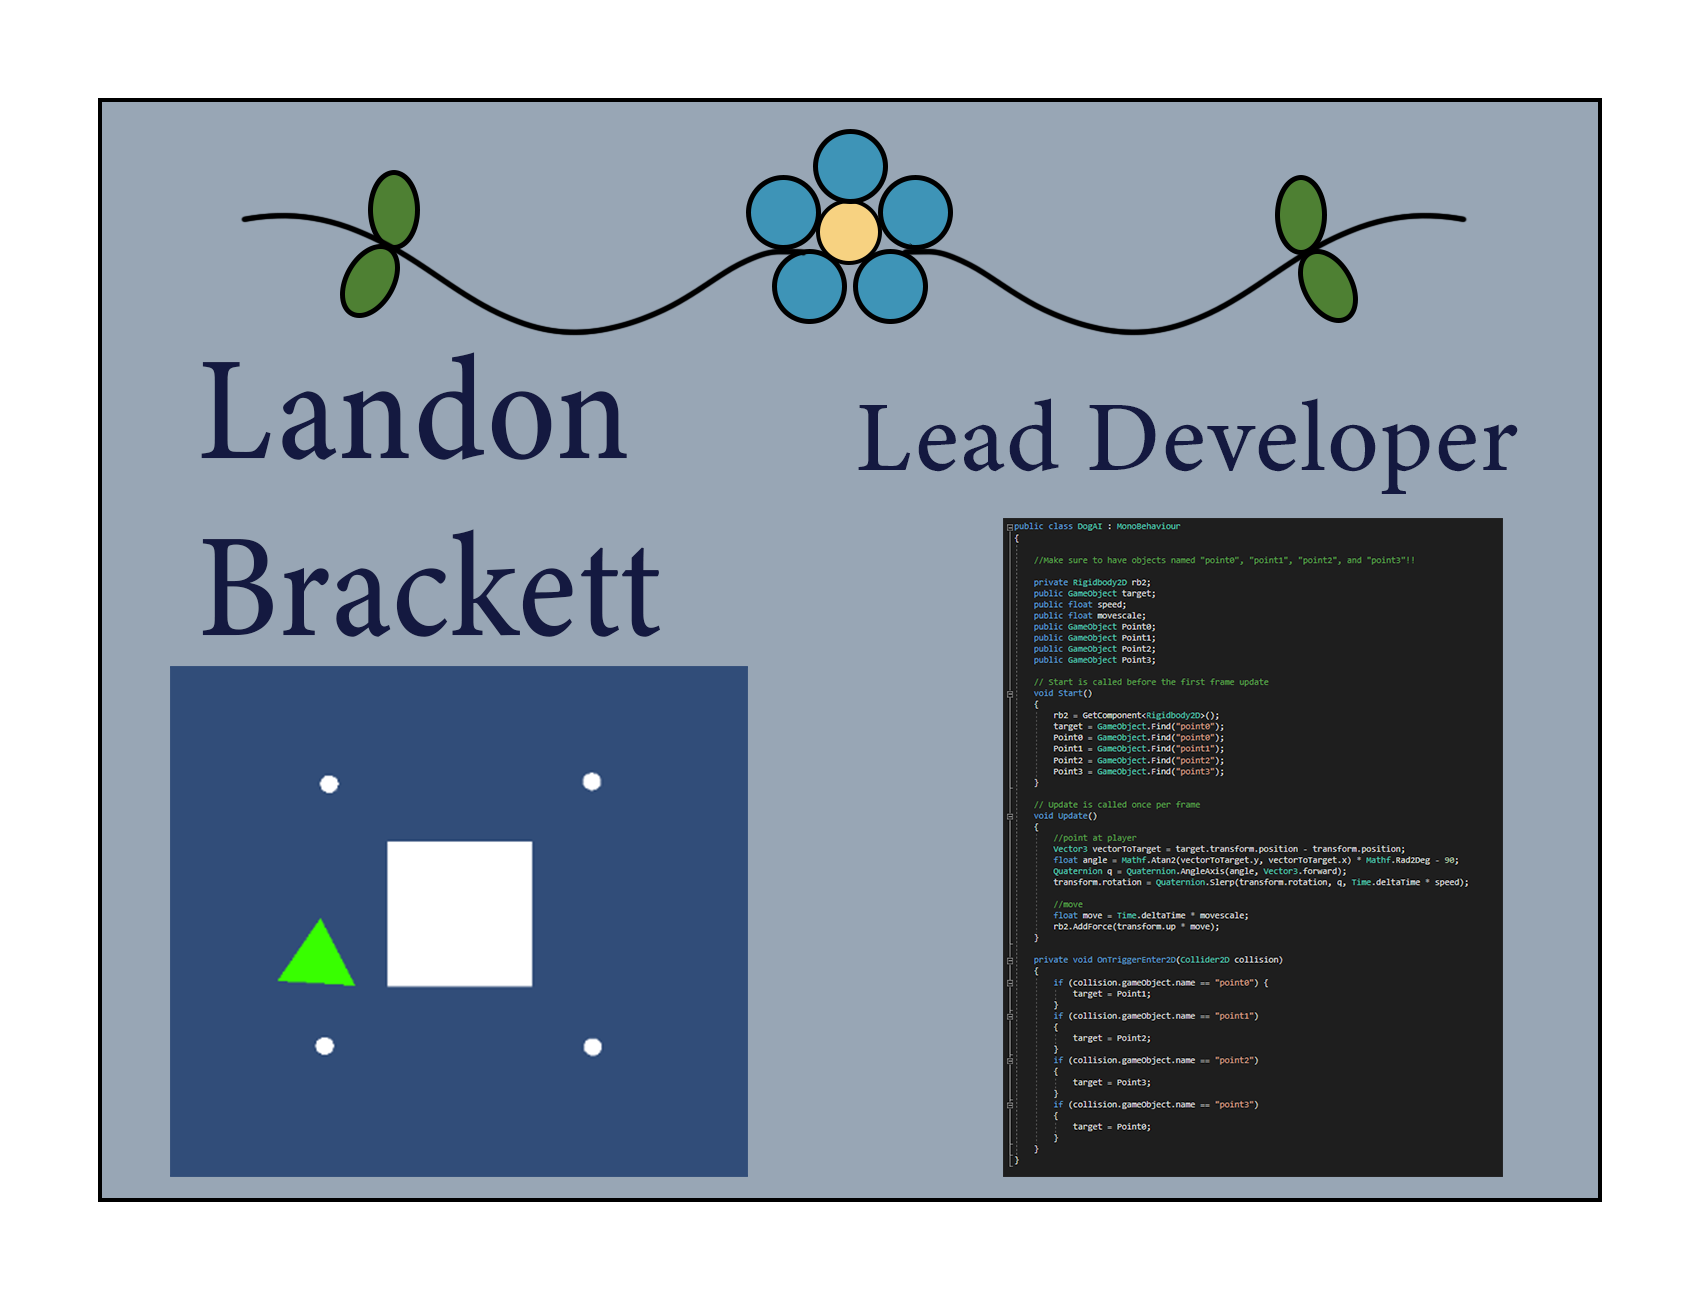 Landon
Brackett
Lead Developer
public class DogAI : MonoBehaviour
{
//Make sure to have objects named "point0", "point1", "point2", and "point3"!!
private Rigidbody2D rb2;
public GameObject target;
public float speed;
public float movescale;
public GameObject Point0;
public GameObject Point1;
public GameObject Point2;
public GameObject Point3;
// Start is called before the first frame update
void Start()
{
rb2 = GetComponent<Rigidbody2D>();
target = GameObject.Find("point0");
Point0 = GameObject.Find("point0");
Point1 = GameObject.Find("point1");
Point2 = GameObject.Find("point2");
Point3 = GameObject.Find("point3");
}
// Update is called once per frame
void Update()
{
//point at player
Vector3 vectorToTarget = target.transform.position - transform.position;
float angle = Mathf.Atan2(vectorToTarget.y, vectorToTarget.x) * Mathf.Rad2Deg - 90;
Quaternion q = Quaternion.AngleAxis(angle, Vector3.forward);
transform.rotation = Quaternion.Slerp(transform.rotation, q, Time.deltaTime * speed);
//move
float move = Time.deltaTime * movescale;
rb2.AddForce(transform.up * move);
}
private void OnTriggerEnter2D(Collider2D collision)
{
if (collision.gameObject.name == "point0") {
target = Point1;
}
if (collision.gameObject.name == "point1")
{
target = Point2;
}
if (collision.gameObject.name == "point2")
{
target = Point3;
}
if (collision.gameObject.name == "point3")
{
target = Point0;
}
}
}